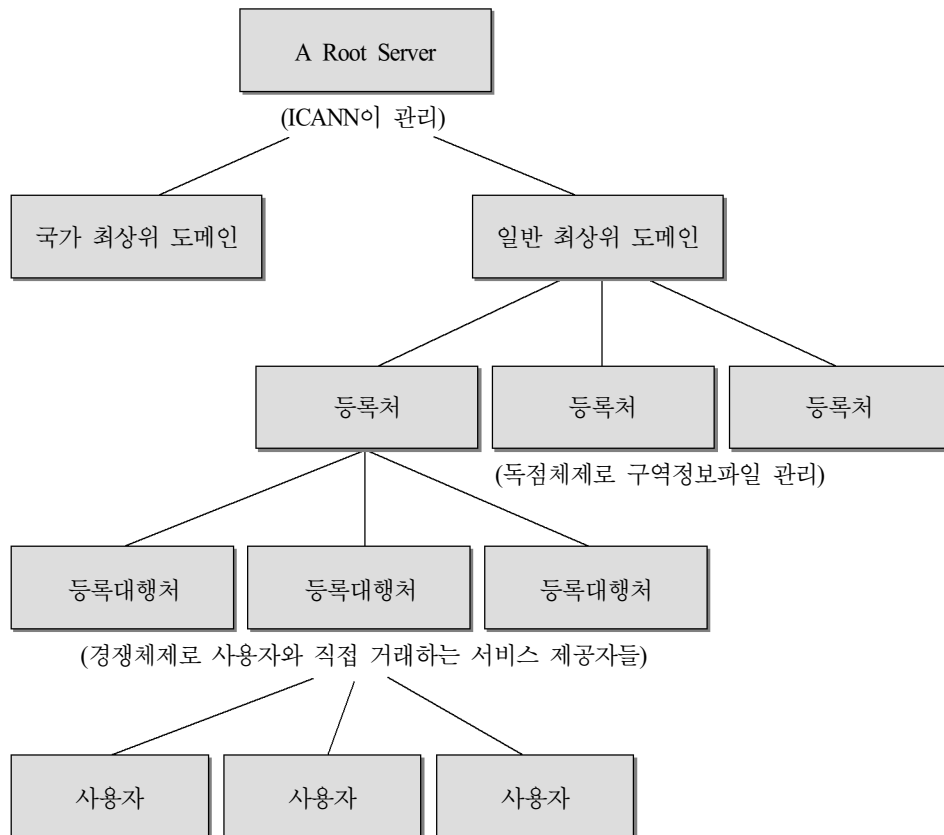 A Root Server
(ICANN이 관리)
국가 최상위 도메인
일반 최상위 도메인
등록처
등록처
등록처
(독점체제로 구역정보파일 관리)
등록대행처
등록대행처
등록대행처
(경쟁체제로 사용자와 직접 거래하는 서비스 제공자들)
사용자
사용자
사용자